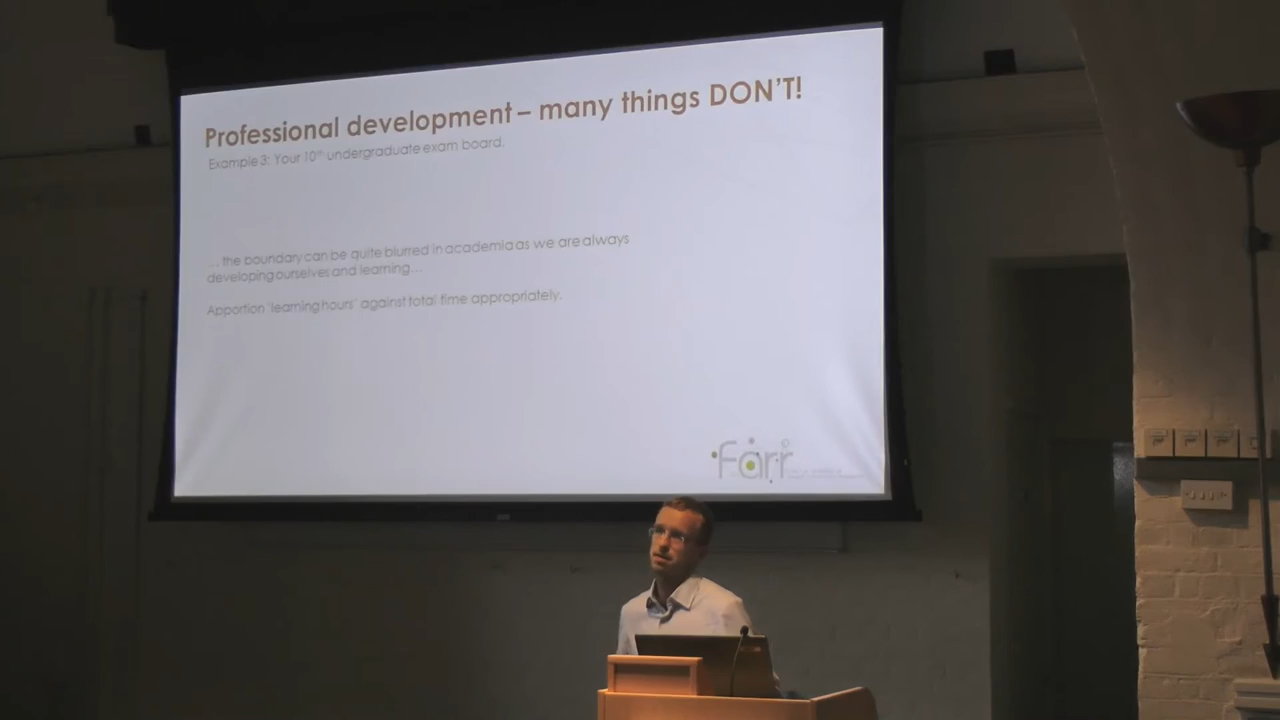 Professional development – many things DON'T!
Example 3: Your 10th undergraduate exam board.
... the boundary can be quite blurred in academia as we are always
developing ourselves and learning...
Apportion 'learning hours' against total time appropriately.
Farr